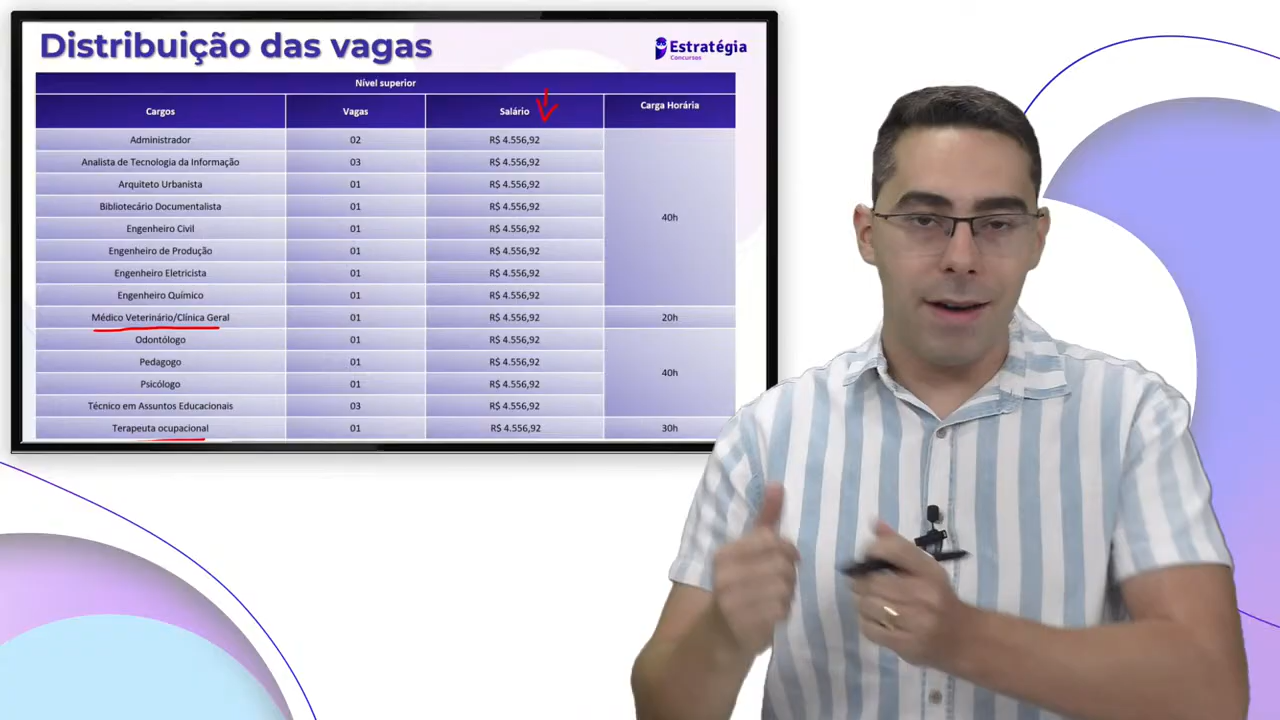 Distribuição das vagas
Estratégia
Concursos
Nível superior
Cargos Vagas Salário Carga Horária
Administrador 02 R$ 4.556,92
Analista de Tecnologia da Informação 03 R$ 4.556,92
Arquiteto Urbanista 01 R$ 4.556,92
Bibliotecário Documentalista 01 R$ 4.556,92
40h
Engenheiro Civil 01 R$ 4.556,92
Engenheiro de Produção 01 R$ 4.556,92
Engenheiro Eletricista 01 R$ 4.556,92
Engenheiro Químico 01 R$ 4.556,92
Médico Veterinário/Clínica Geral 01 R$ 4.556,92 20h
Odontólogo 01 R$ 4.556,92
Pedagogo 01 R$ 4.556,92
40h
Psicólogo 01 R$ 4.556,92
Técnico em Assuntos Educacionais 03 R$ 4.556,92
Terapeuta ocupacional 01 R$ 4.556,92 30h